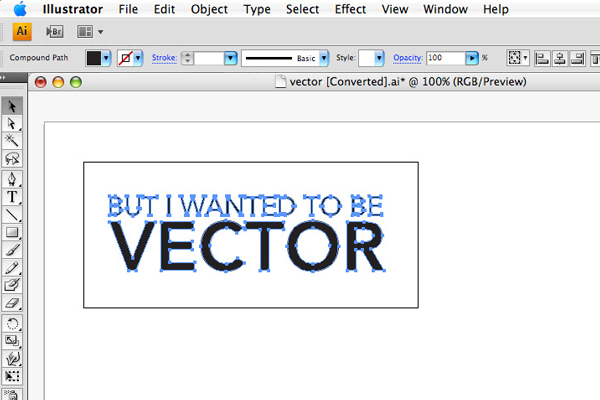 Illustrator File Edit Object Type Select Effect View Window Help
Ai Br
Compound Path Stroke: Basic Style: Opacity: 100 %
vector [Converted].ai* @ 100% (RGB/Preview)
T
BUT I WANTED TO BE
VECTOR